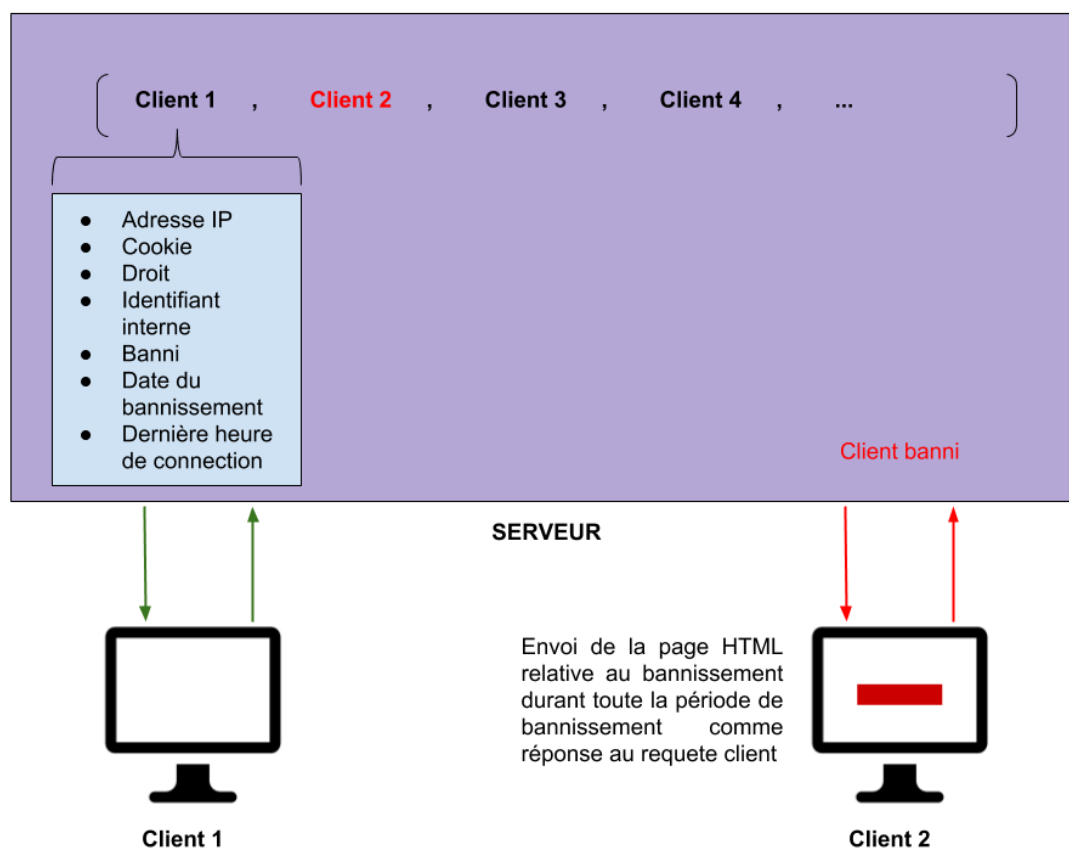 Client 1 , Client 2 , Client 3 , Client 4 , ...
● Adresse IP
● Cookie
● Droit
● Identifiant
interne
● Banni
● Date du
bannissement
● Dernière heure
de connection
Client banni
SERVEUR
Envoi de la page HTML
relative au bannissement
durant toute la période de
bannissement comme
réponse au requete client
Client 1
Client 2